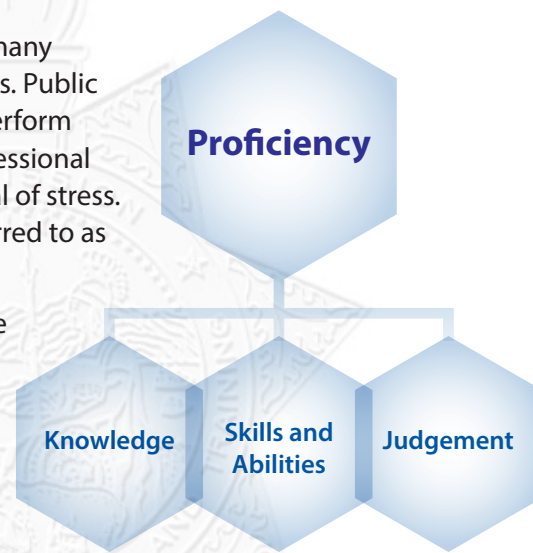 many
s. Public
erform
essional
l of stress.
rred to as
e
Proficiency
Knowledge
Skills and
Abilities
Judgement